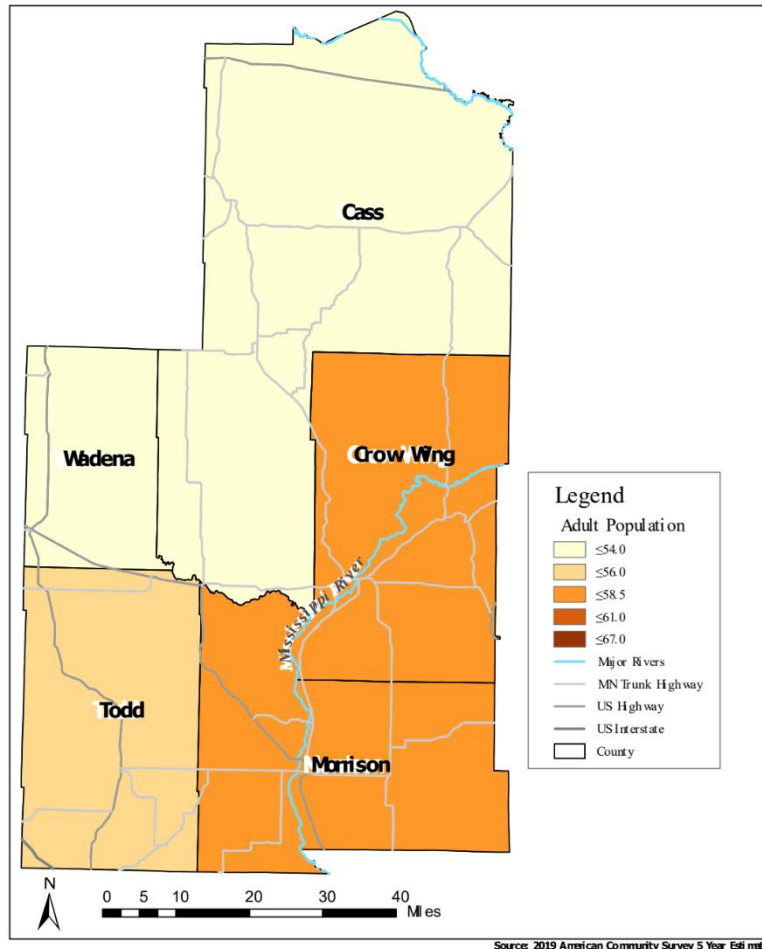 Cass
Wadena
Crow Wing
Mississippi River
Todd
Morrison
Legend
Adult Population
≤54.0
≤56.0
≤58.5
≤61.0
≤67.0
Major Rivers
MN Trunk Highway
US Highway
US Interstate
County
N
0 5 10 20 30 40
Miles
Source: 2019 American Community Survey 5 Year Estimat